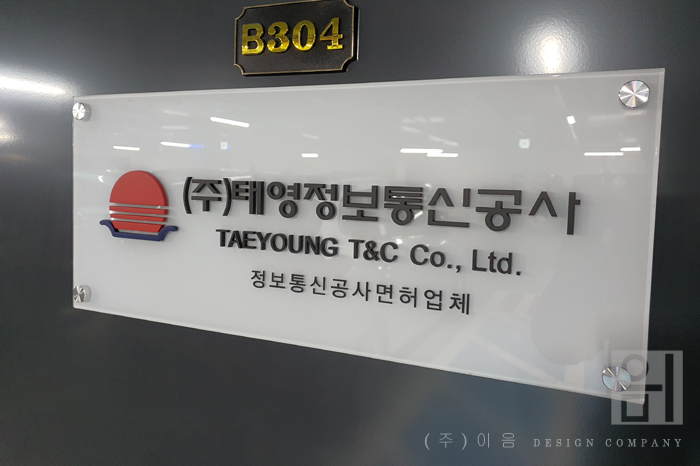 B304
(주)태영정보통신공사
TAEYOUNG T&C Co., Ltd.
정보통신공사면허업체
(주)이음 DESIGN COMPANY